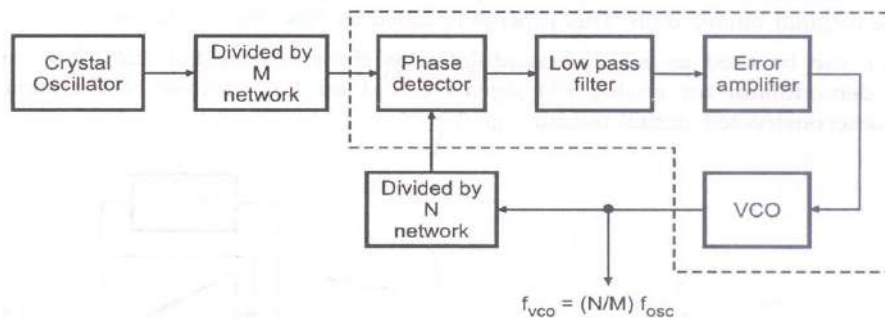 Crystal
Oscillator
Divided by
M
network
Phase
detector
Low pass
filter
Error
amplifier
Divided by
N
network
VCO
f_vco = (N/M) f_osc